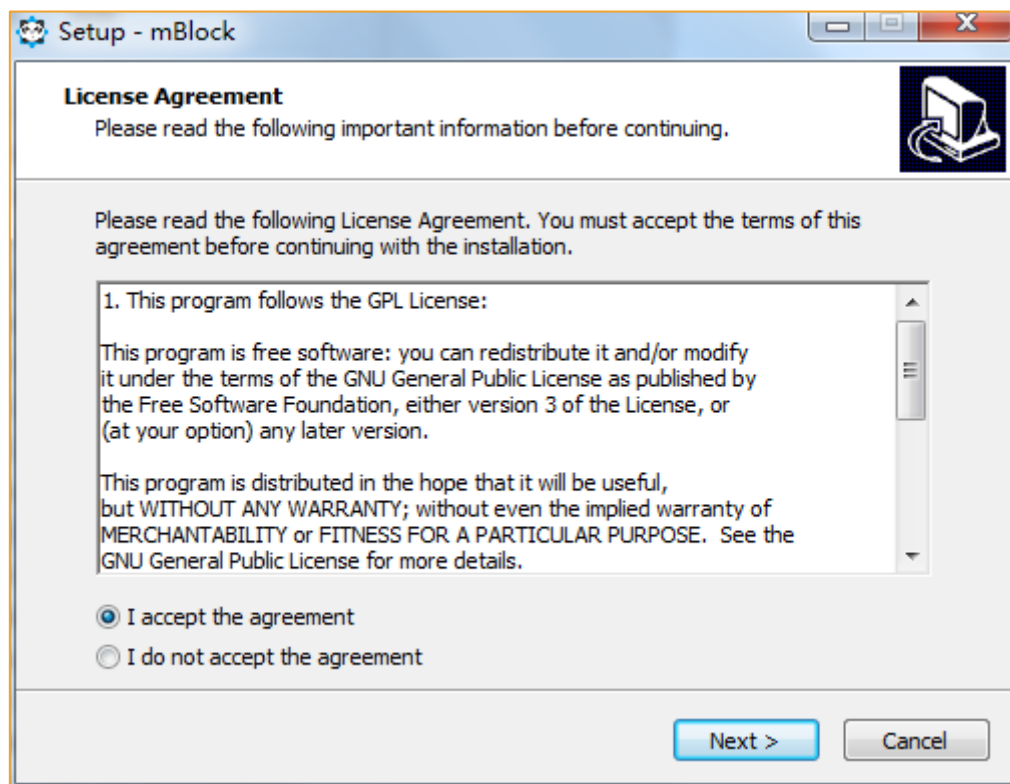 Setup - mBlock
License Agreement
Please read the following important information before continuing.
Please read the following License Agreement. You must accept the terms of this
agreement before continuing with the installation.
1. This program follows the GPL License:
This program is free software: you can redistribute it and/or modify
it under the terms of the GNU General Public License as published by
the Free Software Foundation, either version 3 of the License, or
(at your option) any later version.
This program is distributed in the hope that it will be useful,
but WITHOUT ANY WARRANTY; without even the implied warranty of
MERCHANTABILITY or FITNESS FOR A PARTICULAR PURPOSE.  See the
GNU General Public License for more details.
I accept the agreement
I do not accept the agreement
Next >
Cancel